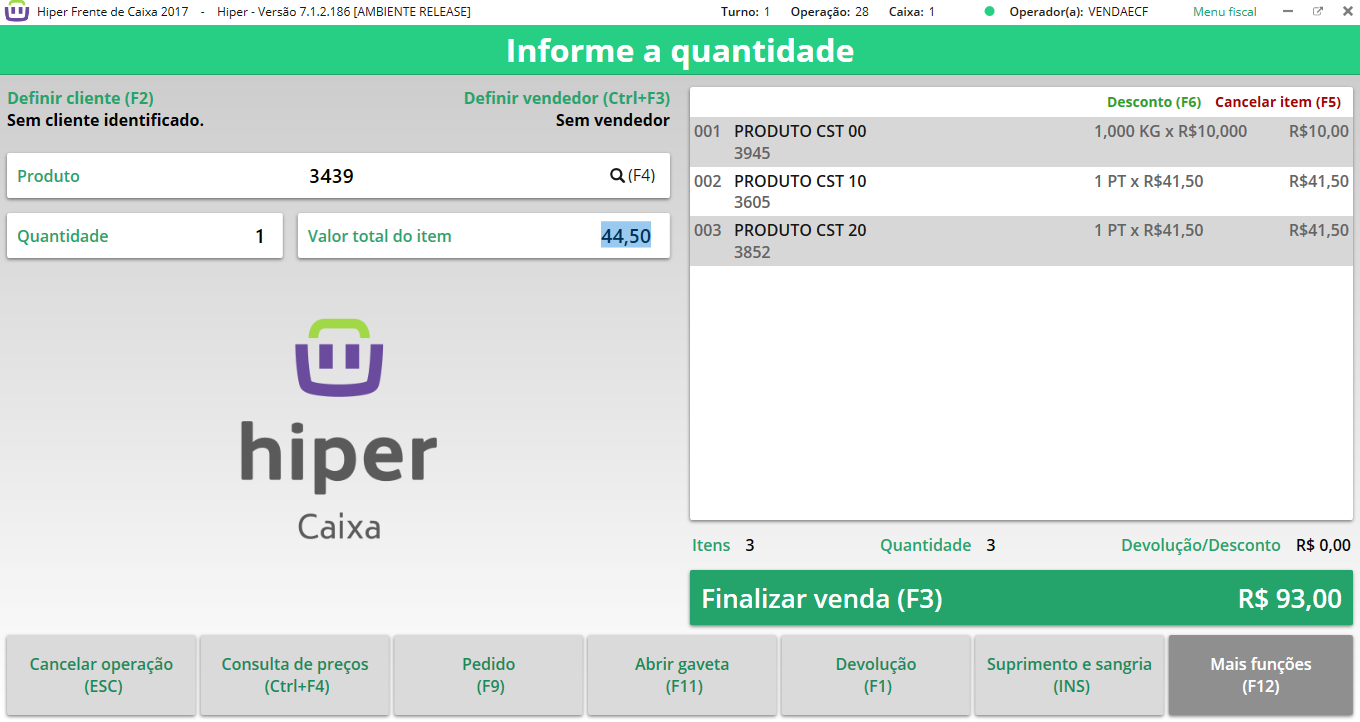 Hiper Frente de Caixa 2017 - Hiper - Versão 7.1.2.186 [AMBIENTE RELEASE] Turno: 1 Operação: 28 Caixa: 1 Operador(a): VENDAECF Menu fiscal
Informe a quantidade
Definir cliente (F2) Definir vendedor (Ctrl+F3)
Sem cliente identificado. Sem vendedor
Produto 3439 (F4)
Quantidade 1 Valor total do item 44,50
hiper
Caixa
Desconto (F6) Cancelar item (F5)
001 PRODUTO CST 00 1,000 KG x R$10,000 R$10,00
3945
002 PRODUTO CST 10 1 PT x R$41,50 R$41,50
3605
003 PRODUTO CST 20 1 PT x R$41,50 R$41,50
3852
Itens 3 Quantidade 3 Devolução/Desconto R$ 0,00
Finalizar venda (F3) R$ 93,00
Cancelar operação
(ESC)
Consulta de preços
(Ctrl+F4)
Pedido
(F9)
Abrir gaveta
(F11)
Devolução
(F1)
Suprimento e sangria
(INS)
Mais funções
(F12)